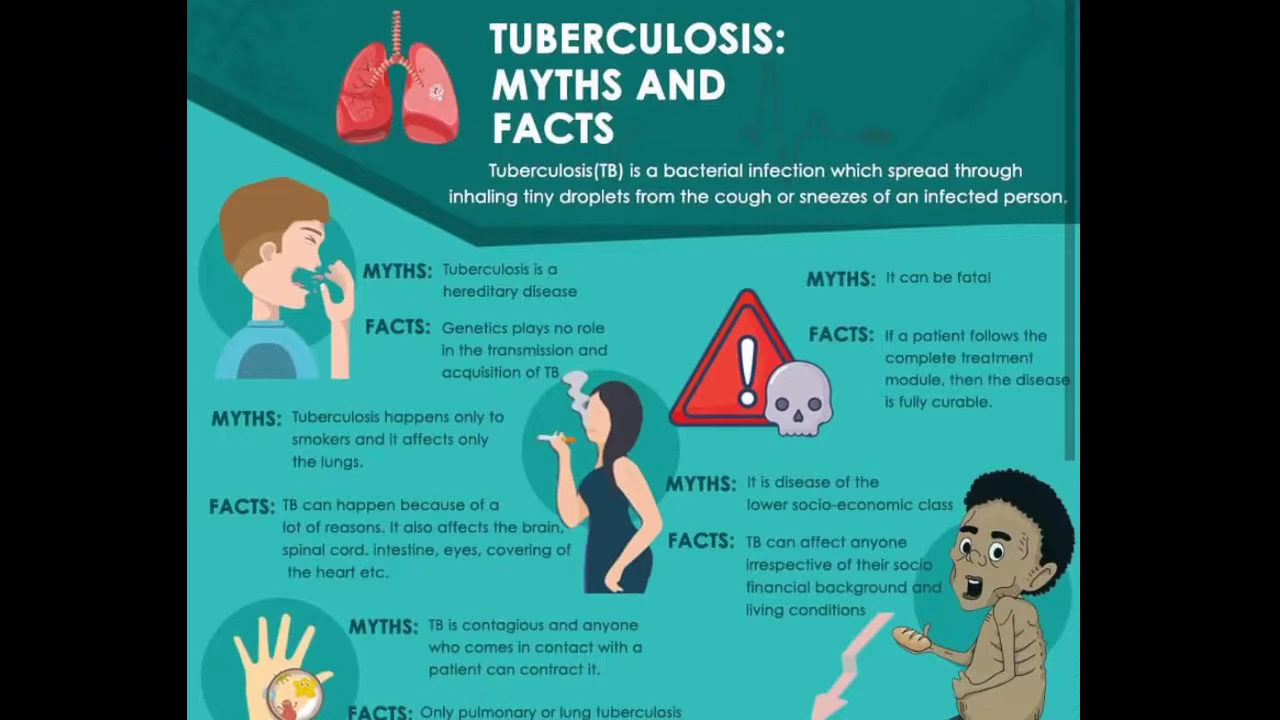 TUBERCULOSIS:
MYTHS AND
FACTS
Tuberculosis(TB) is a bacterial infection which spread through
inhaling tiny droplets from the cough or sneezes of an infected person.
MYTHS: Tuberculosis is a
hereditary disease
FACTS: Genetics plays no role
in the transmission and
acquisition of TB
MYTHS: It can be fatal
FACTS: If a patient follows the
complete treatment
module, then the disease
is fully curable.
MYTHS: Tuberculosis happens only to
smokers and it affects only
the lungs.
FACTS: TB can happen because of a
lot of reasons. It also affects the brain,
spinal cord. intestine, eyes, covering of
the heart etc.
MYTHS: It is disease of the
lower socio-economic class
FACTS: TB can affect anyone
irrespective of their socio
financial background and
living conditions
MYTHS: TB is contagious and anyone
who comes in contact with a
patient can contract it.
FACTS: Only pulmonary or lung tuberculosis